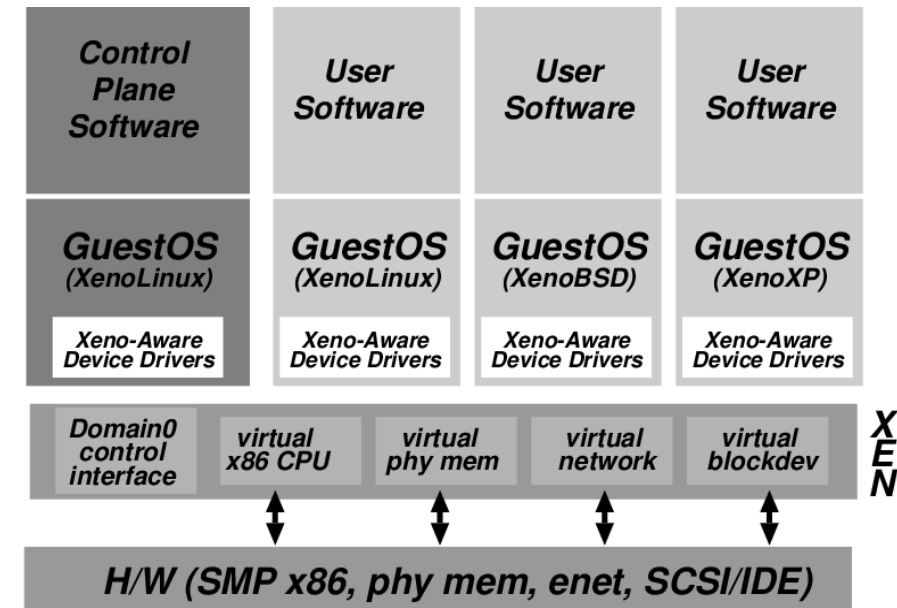 Control
Plane
Software
User
Software
User
Software
User
Software
GuestOS
(XenoLinux)
Xeno-Aware
Device Drivers
GuestOS
(XenoLinux)
Xeno-Aware
Device Drivers
GuestOS
(XenoBSD)
Xeno-Aware
Device Drivers
GuestOS
(XenoXP)
Xeno-Aware
Device Drivers
Domain0
control
interface
virtual
x86 CPU
virtual
phy mem
virtual
network
virtual
blockdev
X
E
N
H/W (SMP x86, phy mem, enet, SCSI/IDE)